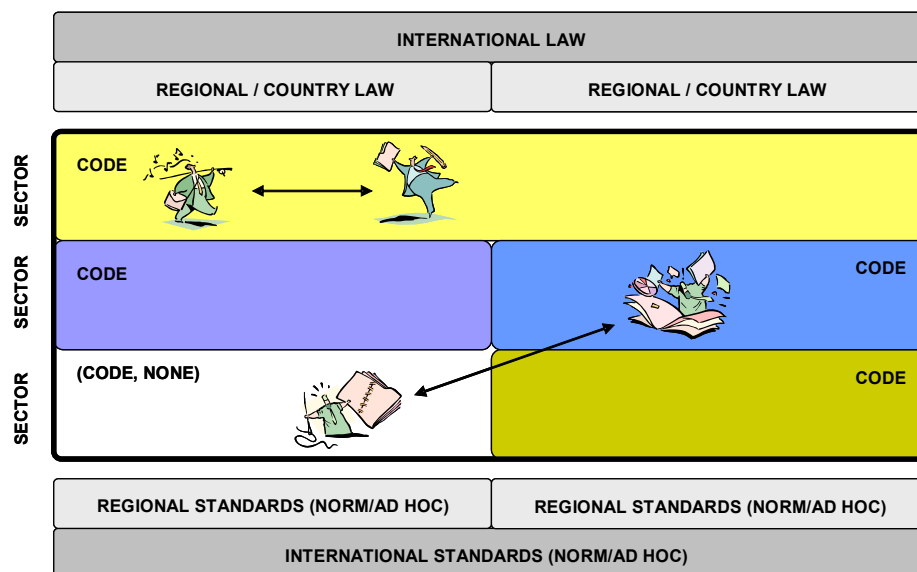 INTERNATIONAL LAW
REGIONAL / COUNTRY LAW
REGIONAL / COUNTRY LAW
SECTOR
CODE
SECTOR
CODE
CODE
SECTOR
(CODE, NONE)
CODE
REGIONAL STANDARDS (NORM/AD HOC)
REGIONAL STANDARDS (NORM/AD HOC)
INTERNATIONAL STANDARDS (NORM/AD HOC)